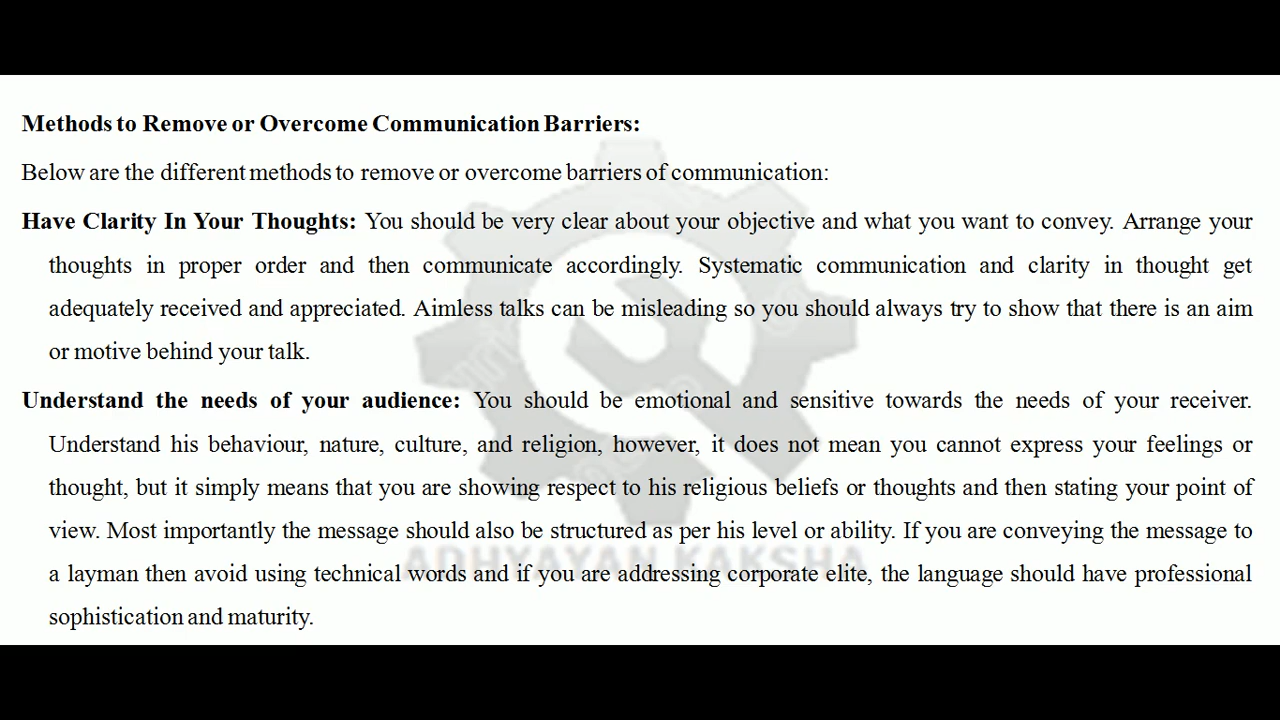 Methods to Remove or Overcome Communication Barriers:
Below are the different methods to remove or overcome barriers of communication:
Have Clarity In Your Thoughts: You should be very clear about your objective and what you want to convey. Arrange your
thoughts in proper order and then communicate accordingly. Systematic communication and clarity in thought get
adequately received and appreciated. Aimless talks can be misleading so you should always try to show that there is an aim
or motive behind your talk.
Understand the needs of your audience: You should be emotional and sensitive towards the needs of your receiver.
Understand his behaviour, nature, culture, and religion, however, it does not mean you cannot express your feelings or
thought, but it simply means that you are showing respect to his religious beliefs or thoughts and then stating your point of
view. Most importantly the message should also be structured as per his level or ability. If you are conveying the message to
ADHYAYAN KAKSHA
a layman then avoid using technical words and if you are addressing corporate elite, the language should have professional
sophistication and maturity.